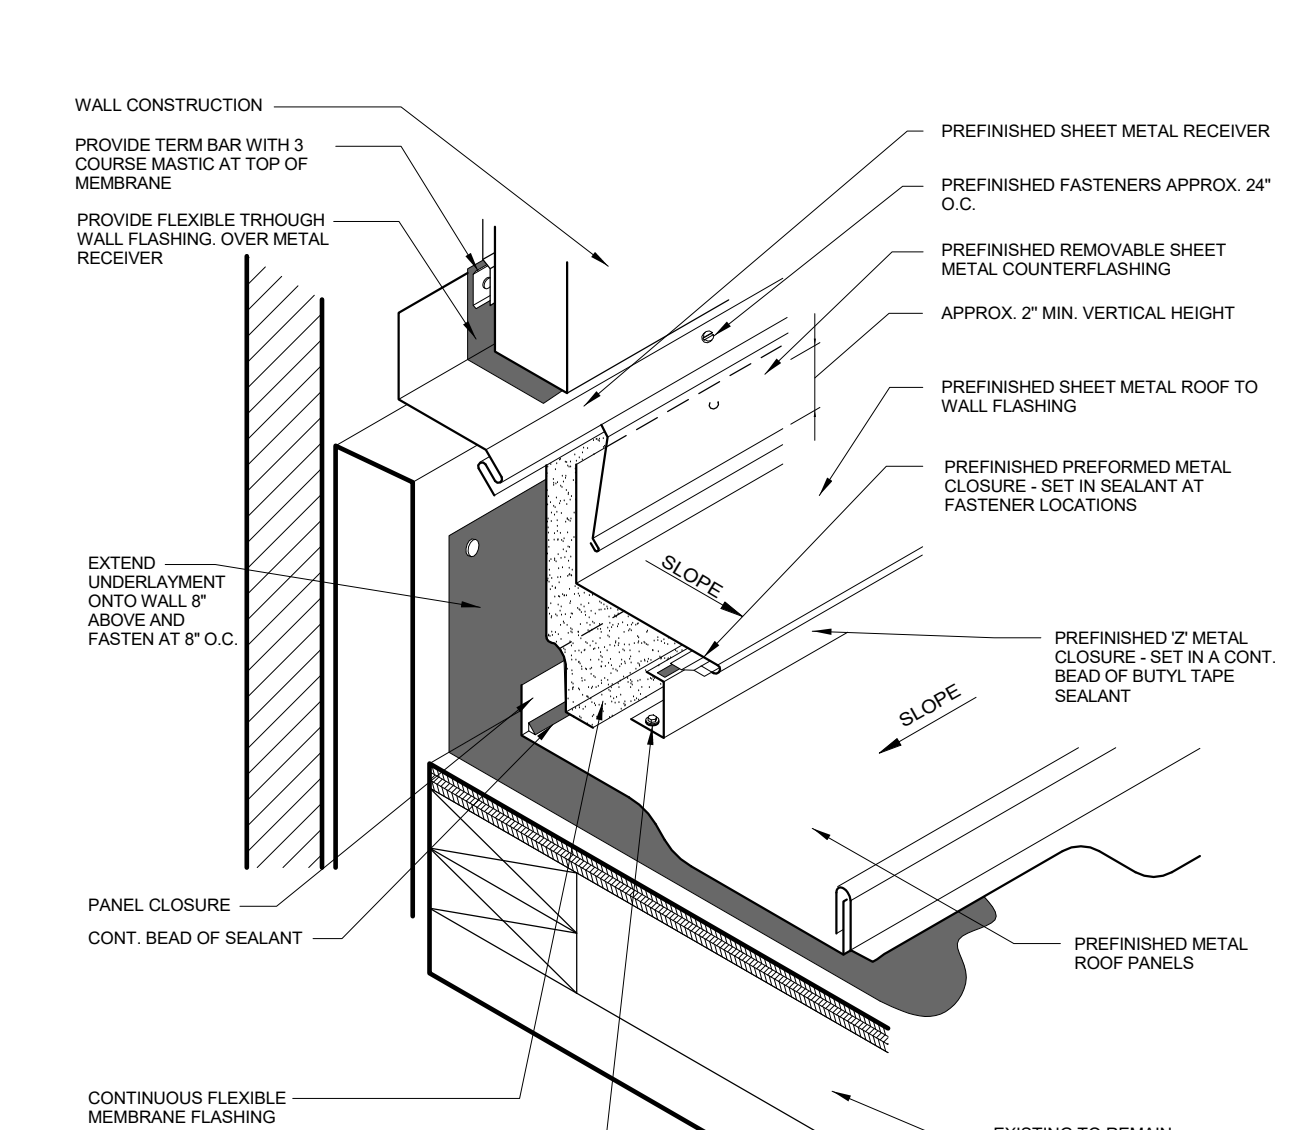 WALL CONSTRUCTION
PROVIDE TERM BAR WITH 3
COURSE MASTIC AT TOP OF
MEMBRANE
PROVIDE FLEXIBLE TRHOUGH
WALL FLASHING. OVER METAL
RECEIVER
EXTEND
UNDERLAYMENT
ONTO WALL 8"
ABOVE AND
FASTEN AT 8" O.C.
PANEL CLOSURE
CONT. BEAD OF SEALANT
CONTINUOUS FLEXIBLE
MEMBRANE FLASHING
PREFINISHED SHEET METAL RECEIVER
PREFINISHED FASTENERS APPROX. 24"
O.C.
PREFINISHED REMOVABLE SHEET
METAL COUNTERFLASHING
APPROX. 2" MIN. VERTICAL HEIGHT
PREFINISHED SHEET METAL ROOF TO
WALL FLASHING
PREFINISHED PREFORMED METAL
CLOSURE - SET IN SEALANT AT
FASTENER LOCATIONS
SLOPE
PREFINISHED 'Z' METAL
CLOSURE - SET IN A CONT.
BEAD OF BUTYL TAPE
SEALANT
SLOPE
PREFINISHED METAL
ROOF PANELS
EXISTING TO REMAIN